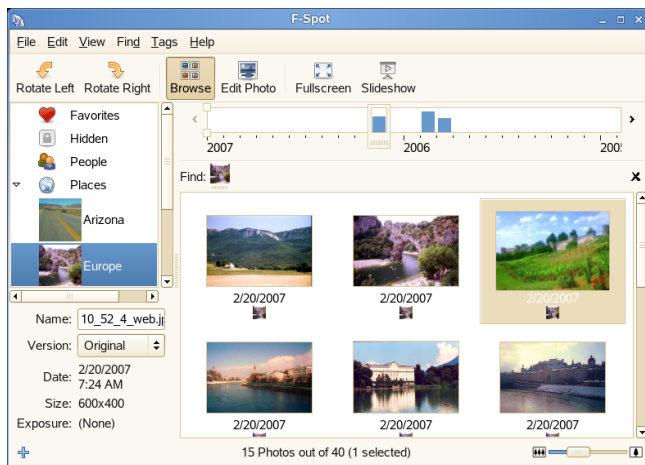 F-Spot
File Edit View Find Tags Help
Rotate Left Rotate Right Browse Edit Photo Fullscreen Slideshow
Favorites
Hidden
People
Places
Arizona
Europe
2007 2006 200
Find:
2/20/2007 2/20/2007 2/20/2007
2/20/2007 2/20/2007 2/20/2007
Name: 10_52_4_web.jp
Version: Original
Date: 2/20/2007
7:24 AM
Size: 600x400
Exposure: (None)
15 Photos out of 40 (1 selected)